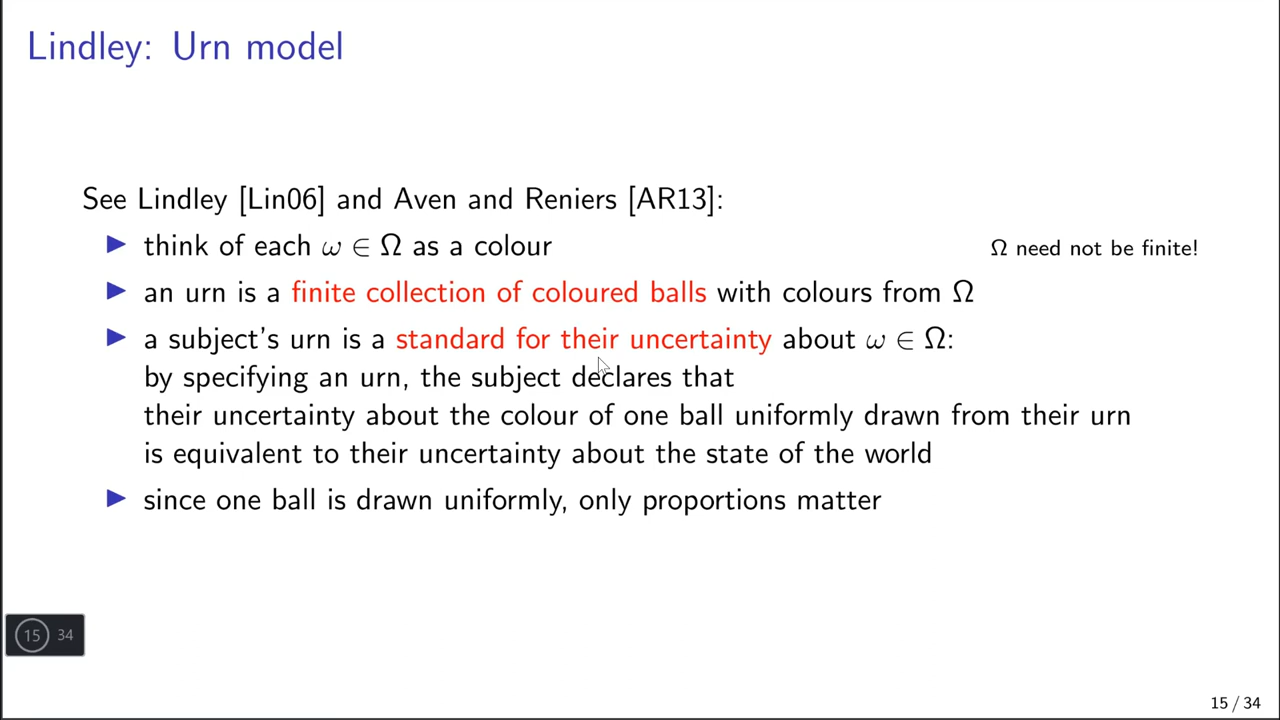 Lindley: Urn model
See Lindley [Lin06] and Aven and Reniers [AR13]:
▶ think of each ω ∈ Ω as a colour
Ω need not be finite!
▶ an urn is a finite collection of coloured balls with colours from Ω
▶ a subject's urn is a standard for their uncertainty about ω ∈ Ω:
by specifying an urn, the subject declares that
their uncertainty about the colour of one ball uniformly drawn from their urn
is equivalent to their uncertainty about the state of the world
▶ since one ball is drawn uniformly, only proportions matter
15 34
15 / 34